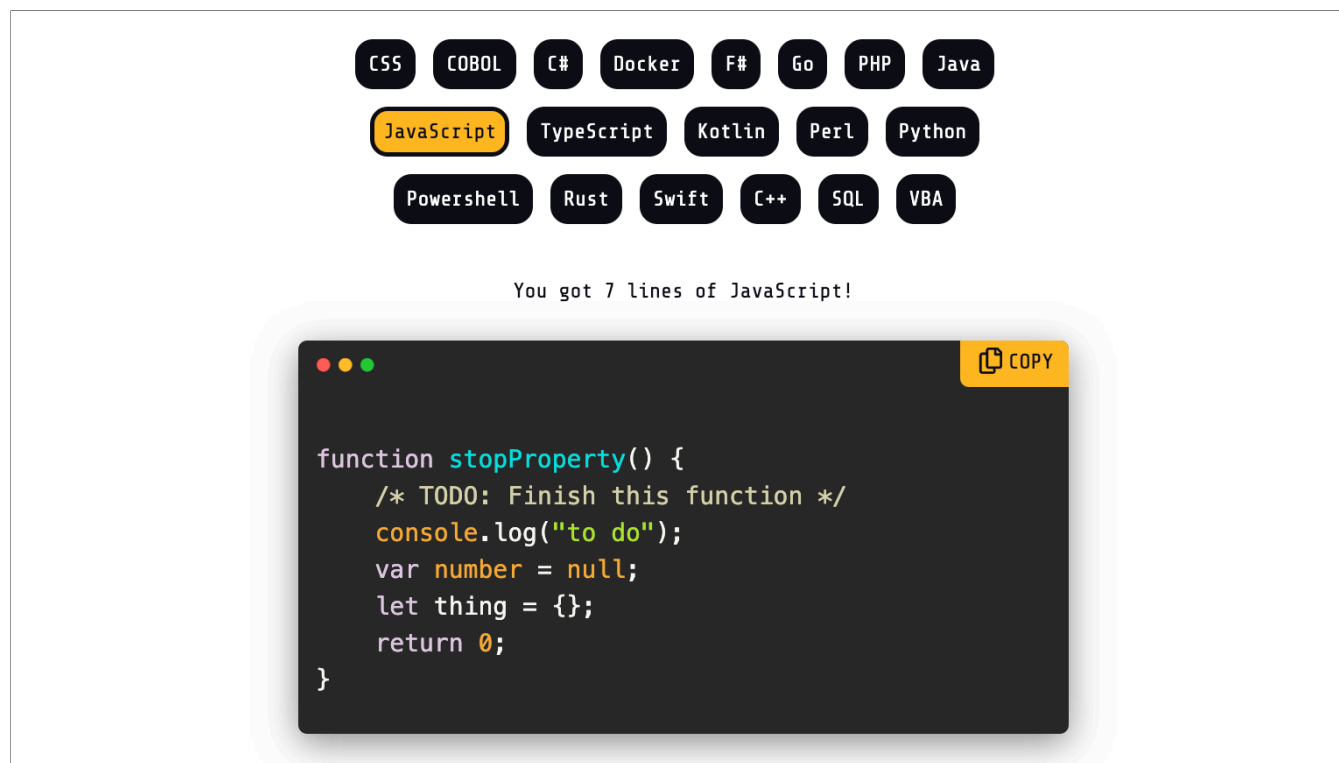 CSS COBOL C# Docker F# Go PHP Java
JavaScript TypeScript Kotlin Perl Python
Powershell Rust Swift C++ SQL VBA
You got 7 lines of JavaScript!
COPY
function stopProperty() {
    /* TODO: Finish this function */
    console.log("to do");
    var number = null;
    let thing = {};
    return 0;
}